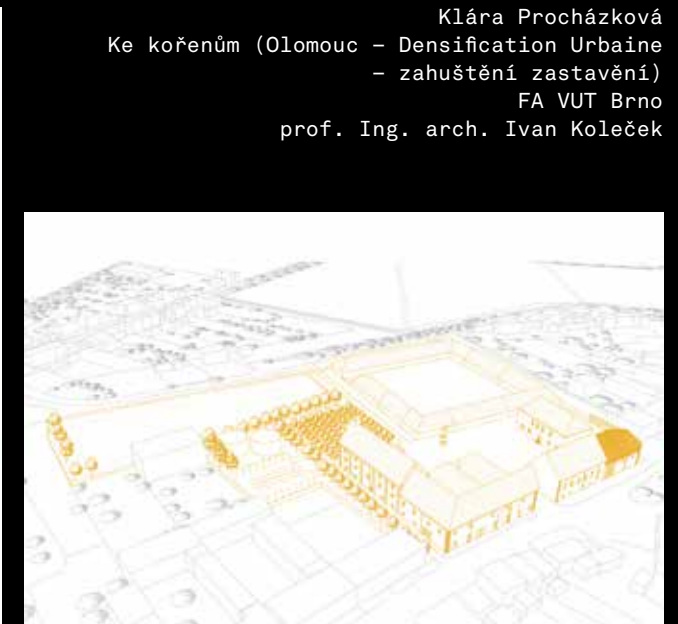 Klára Procházková
Ke kořenům (Olomouc – Densification Urbaine
– zahuštění zastavění)
FA VUT Brno
prof. Ing. arch. Ivan Koleček